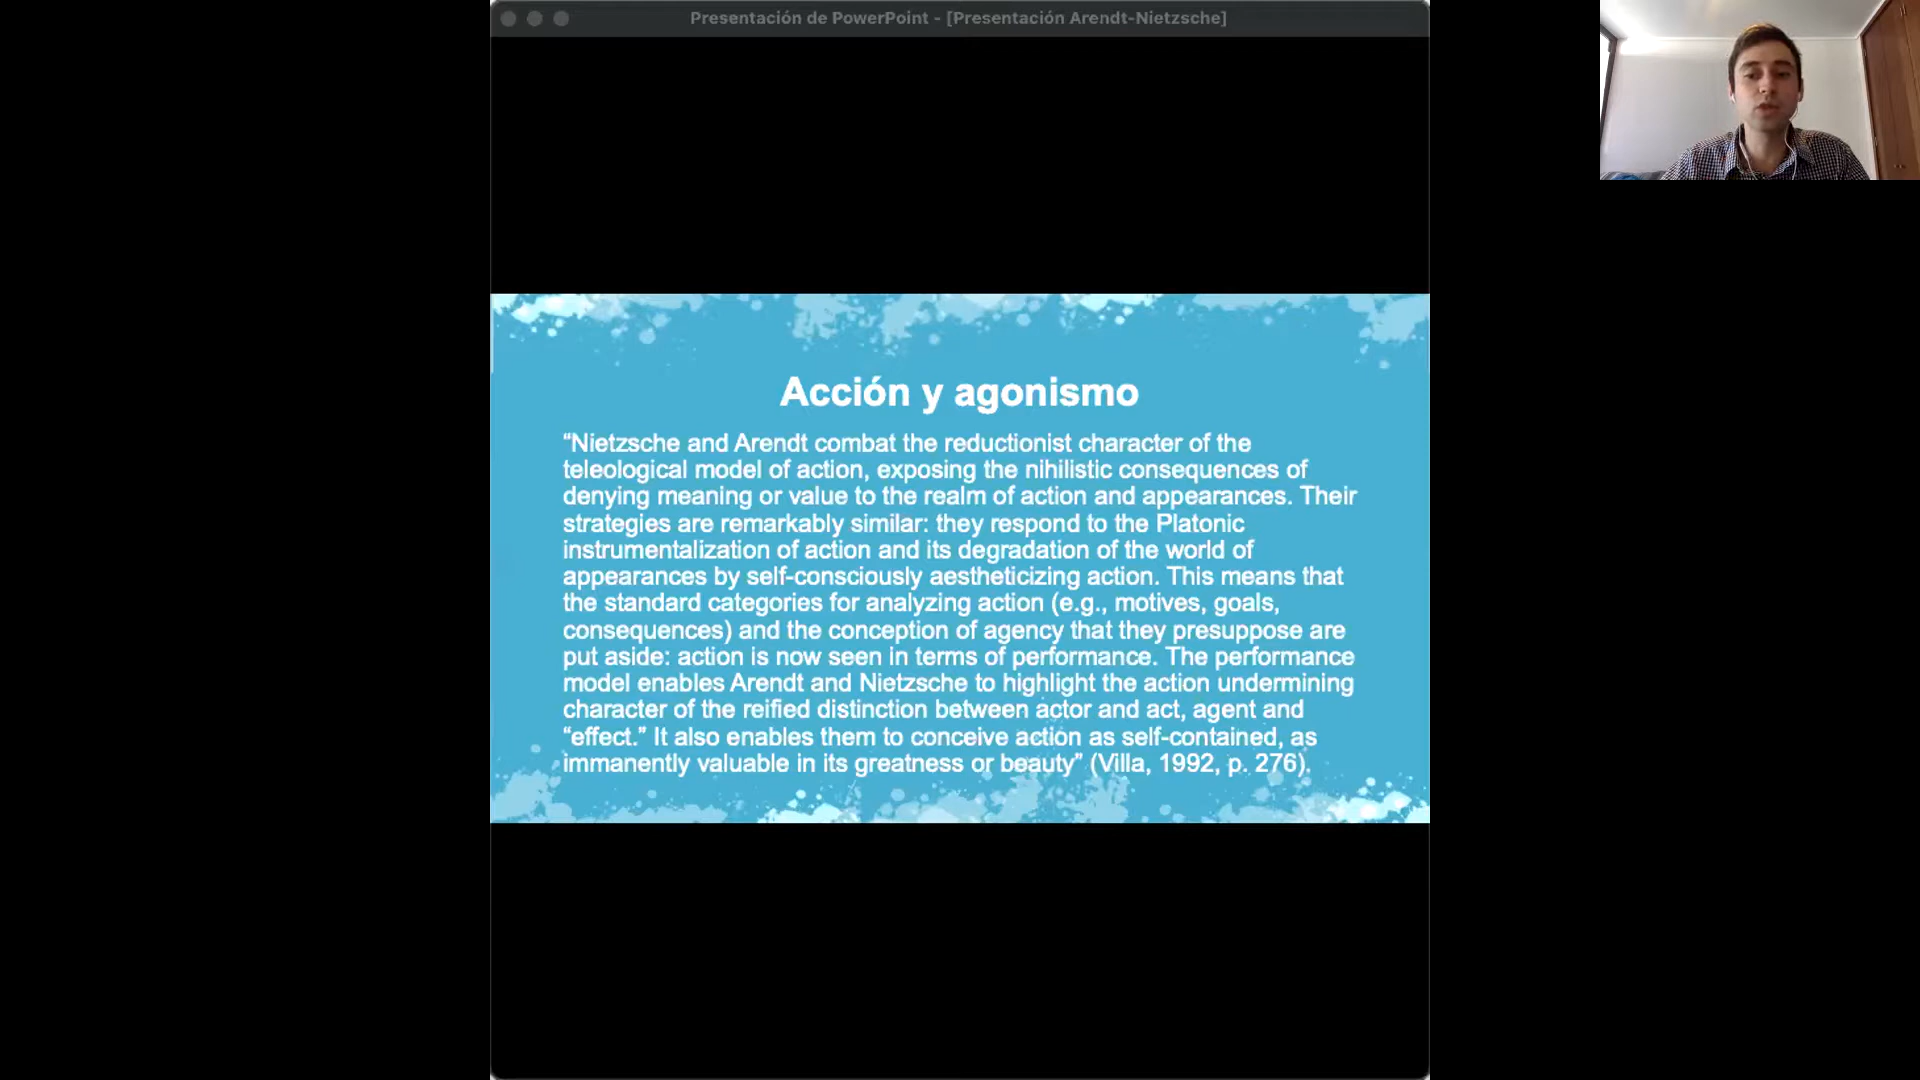 Presentación de PowerPoint - [Presentación Arendt-Nietzsche]
Acción y agonismo
“Nietzsche and Arendt combat the reductionist character of the
teleological model of action, exposing the nihilistic consequences of
denying meaning or value to the realm of action and appearances. Their
strategies are remarkably similar: they respond to the Platonic
instrumentalization of action and its degradation of the world of
appearances by self-consciously aestheticizing action. This means that
the standard categories for analyzing action (e.g., motives, goals,
consequences) and the conception of agency that they presuppose are
put aside: action is now seen in terms of performance. The performance
model enables Arendt and Nietzsche to highlight the action undermining
character of the reified distinction between actor and act, agent and
“effect.” It also enables them to conceive action as self-contained, as
immanently valuable in its greatness or beauty” (Villa, 1992, p. 276).